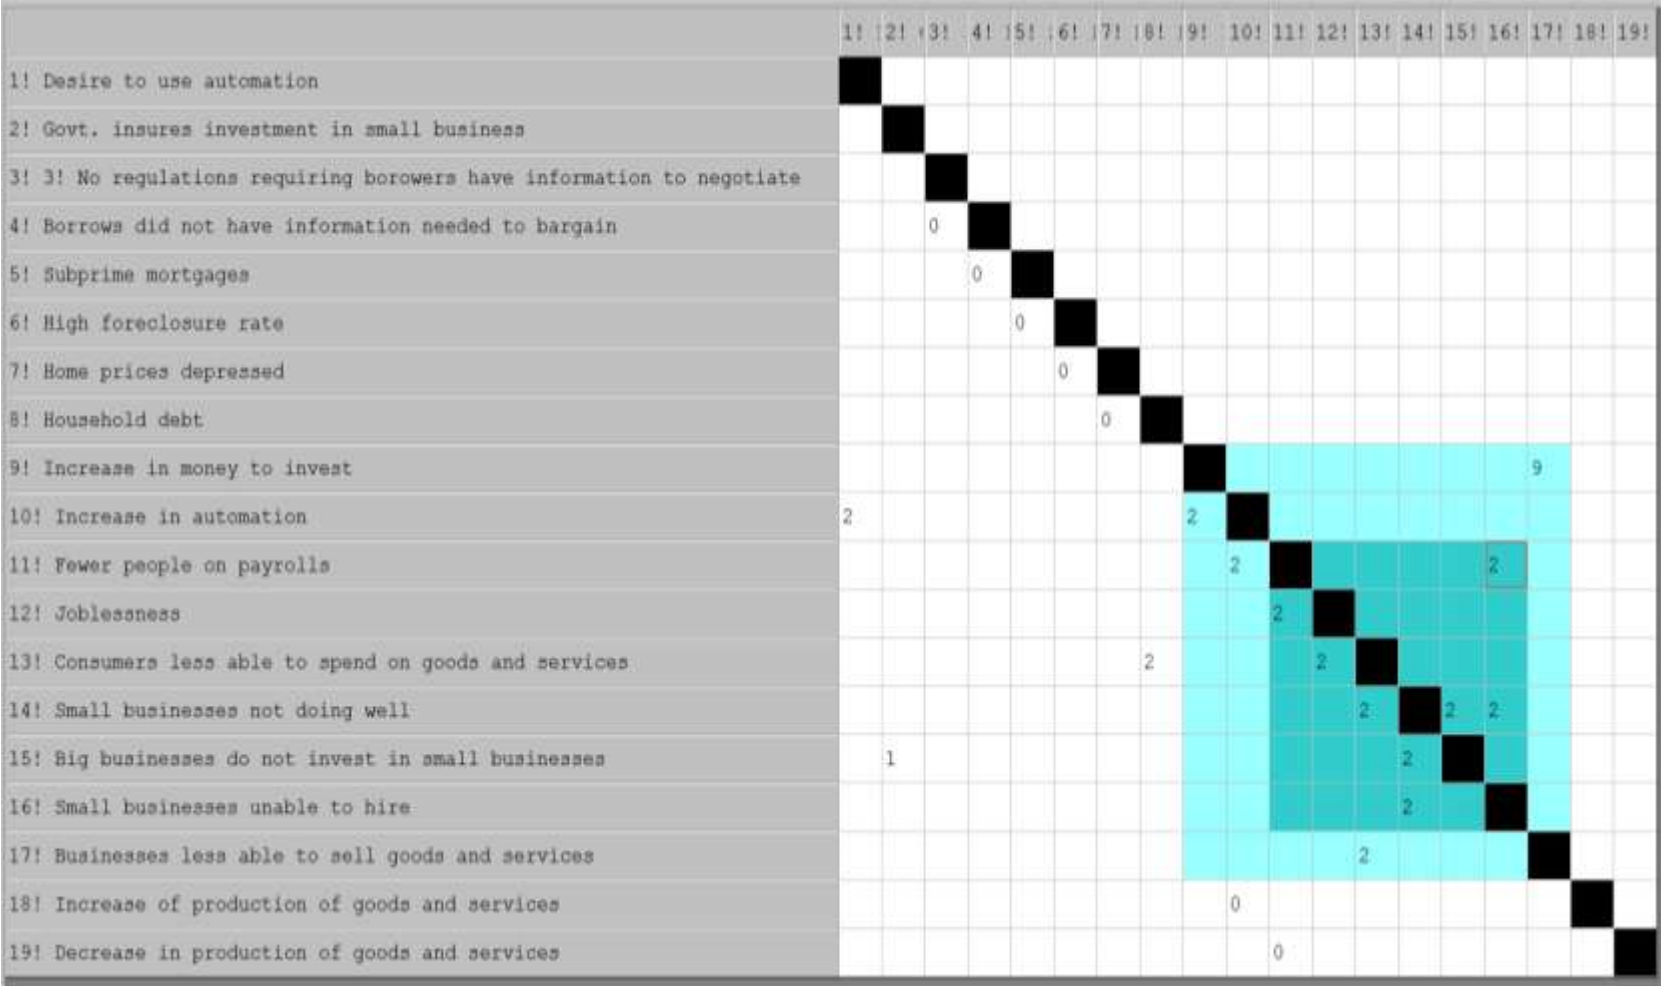 1! 2! 3! 4! 5! 6! 7! 8! 9! 10! 11! 12! 13! 14! 15! 16! 17! 18! 19!
1! Desire to use automation
2! Govt. insures investment in small business
3! 3! No regulations requiring borowers have information to negotiate
4! Borrows did not have information needed to bargain 0
5! Subprime mortgages 0
6! High foreclosure rate 0
7! Home prices depressed 0
8! Household debt 0
9! Increase in money to invest 9
10! Increase in automation 2 2
11! Fewer people on payrolls 2 2
12! Joblessness 2
13! Consumers less able to spend on goods and services 2 2
14! Small businesses not doing well 2 2 2
15! Big businesses do not invest in small businesses 1 2
16! Small businesses unable to hire 2
17! Businesses less able to sell goods and services 2
18! Increase of production of goods and services 0
19! Decrease in production of goods and services 0